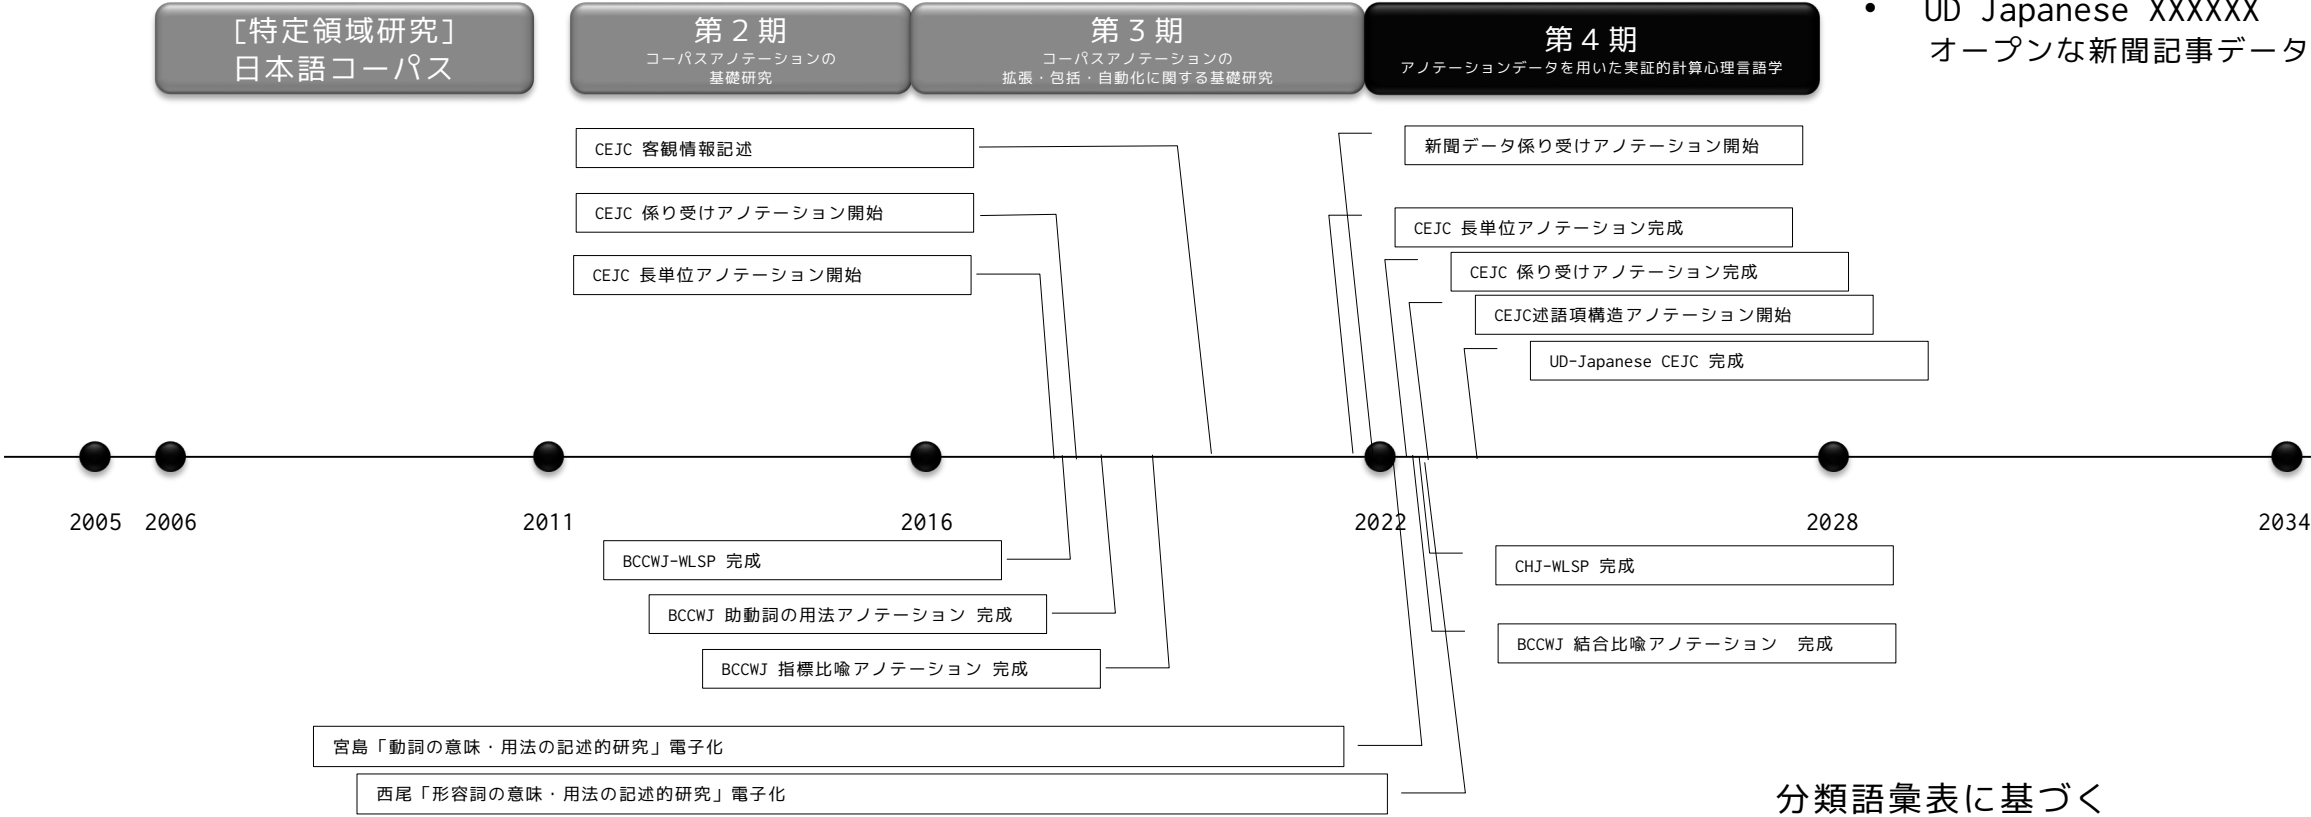 [特定領域研究]
日本語コーパス
第２期
コーパスアノテーションの
基礎研究
第３期
コーパスアノテーションの
拡張・包括・自動化に関する基礎研究
第４期
アノテーションデータを用いた実証的計算心理言語学
• UD Japanese XXXXXX
オープンな新聞記事データ
CEJC 客観情報記述
CEJC 係り受けアノテーション開始
CEJC 長単位アノテーション開始
新聞データ係り受けアノテーション開始
CEJC 長単位アノテーション完成
CEJC 係り受けアノテーション完成
CEJC述語項構造アノテーション開始
UD-Japanese CEJC 完成
2005
2006
2011
2016
2022
2028
2034
BCCWJ-WLSP 完成
BCCWJ 助動詞の用法アノテーション 完成
BCCWJ 指標比喩アノテーション 完成
CHJ-WLSP 完成
BCCWJ 結合比喩アノテーション　完成
宮島「動詞の意味・用法の記述的研究」電子化
西尾「形容詞の意味・用法の記述的研究」電子化
分類語彙表に基づく